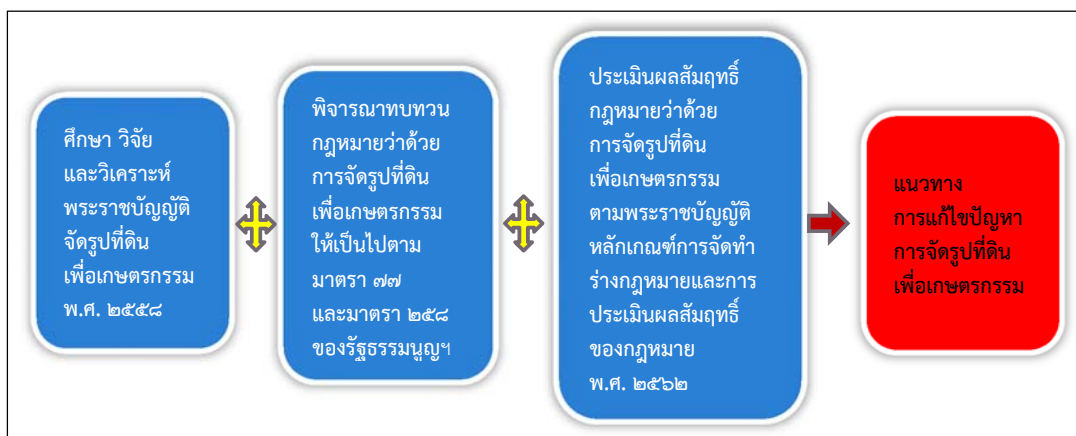 ศึกษา วิจัย
และวิเคราะห์
พระราชบัญญัติ
จัดรูปที่ดิน
เพื่อเกษตรกรรม
พ.ศ. ๒๕๕๘
พิจารณาทบทวน
กฎหมายว่าด้วย
การจัดรูปที่ดิน
เพื่อเกษตรกรรม
ให้เป็นไปตาม
มาตรา ๗๗
และมาตรา ๒๕๘
ของรัฐธรรมนูญฯ
ประเมินผลสัมฤทธิ์
กฎหมายว่าด้วย
การจัดรูปที่ดิน
เพื่อเกษตรกรรม
ตามพระราชบัญญัติ
หลักเกณฑ์การจัดทำ
ร่างกฎหมายและการ
ประเมินผลสัมฤทธิ์
ของกฎหมาย
พ.ศ. ๒๕๖๒
แนวทาง
การแก้ไขปัญหา
การจัดรูปที่ดิน
เพื่อเกษตรกรรม